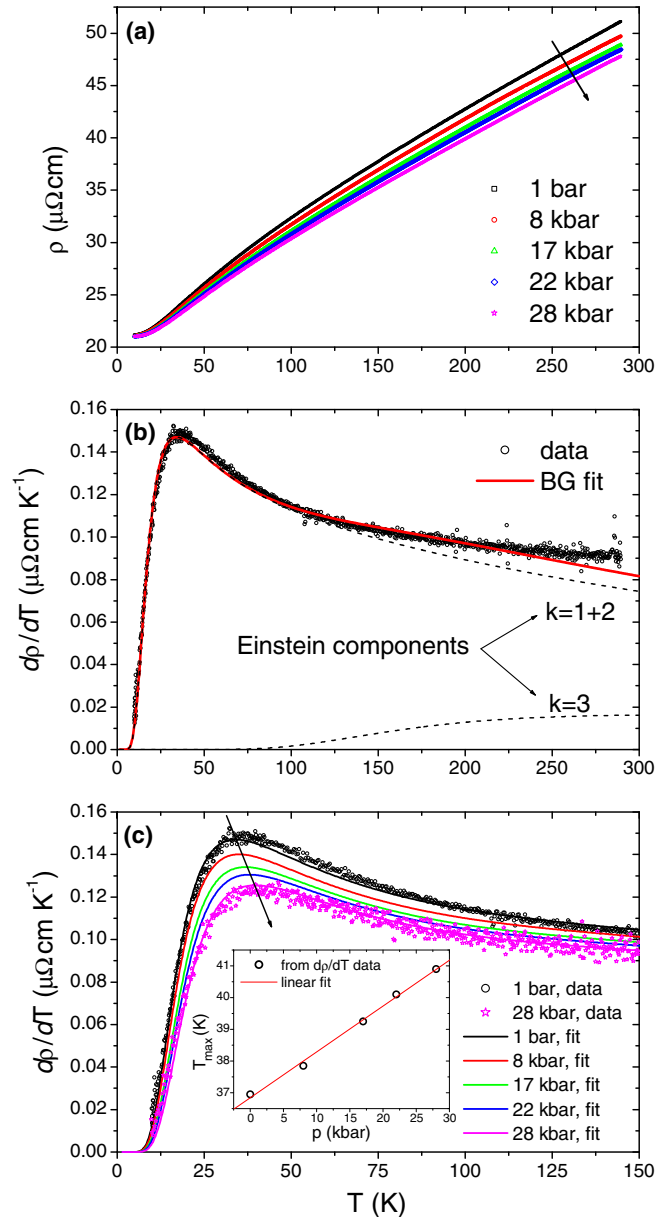 (a)
50
45
40
35
30
25
20
ρ (μΩcm)
1 bar
8 kbar
17 kbar
22 kbar
28 kbar
0 50 100 150 200 250 300
(b)
0.16
0.14
0.12
0.10
0.08
0.06
0.04
0.02
0.00
dρ/dT (μΩcm K⁻¹)
data
BG fit
k=1+2
Einstein components
k=3
0 50 100 150 200 250 300
(c)
0.16
0.14
0.12
0.10
0.08
0.06
0.04
0.02
0.00
dρ/dT (μΩcm K⁻¹)
from dρ/dT data
linear fit
41
40
39
38
37
T_max (K)
0 5 10 15 20 25 30
p (kbar)
1 bar, data
28 kbar, data
1 bar, fit
8 kbar, fit
17 kbar, fit
22 kbar, fit
28 kbar, fit
0 25 50 75 100 125 150
T (K)